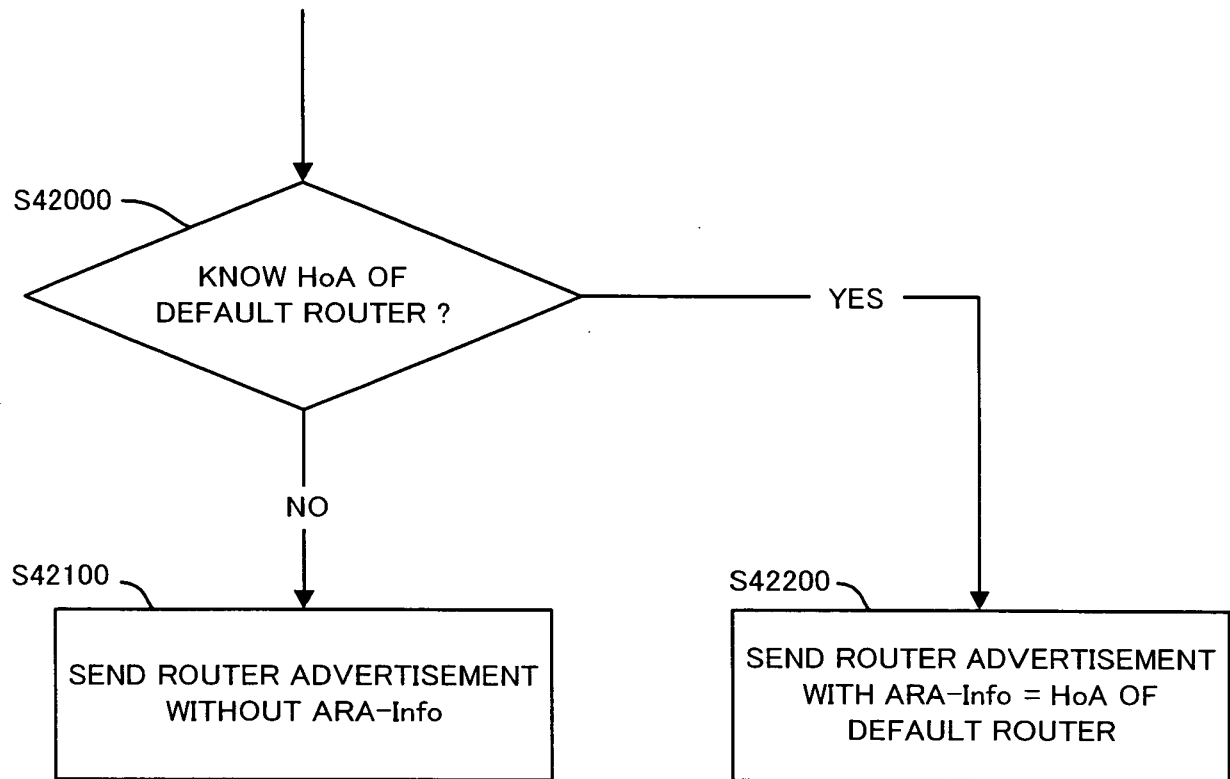 S42000
KNOW HoA OF
DEFAULT ROUTER ?
YES
NO
S42100
SEND ROUTER ADVERTISEMENT
WITHOUT ARA-Info
S42200
SEND ROUTER ADVERTISEMENT
WITH ARA-Info = HoA OF
DEFAULT ROUTER